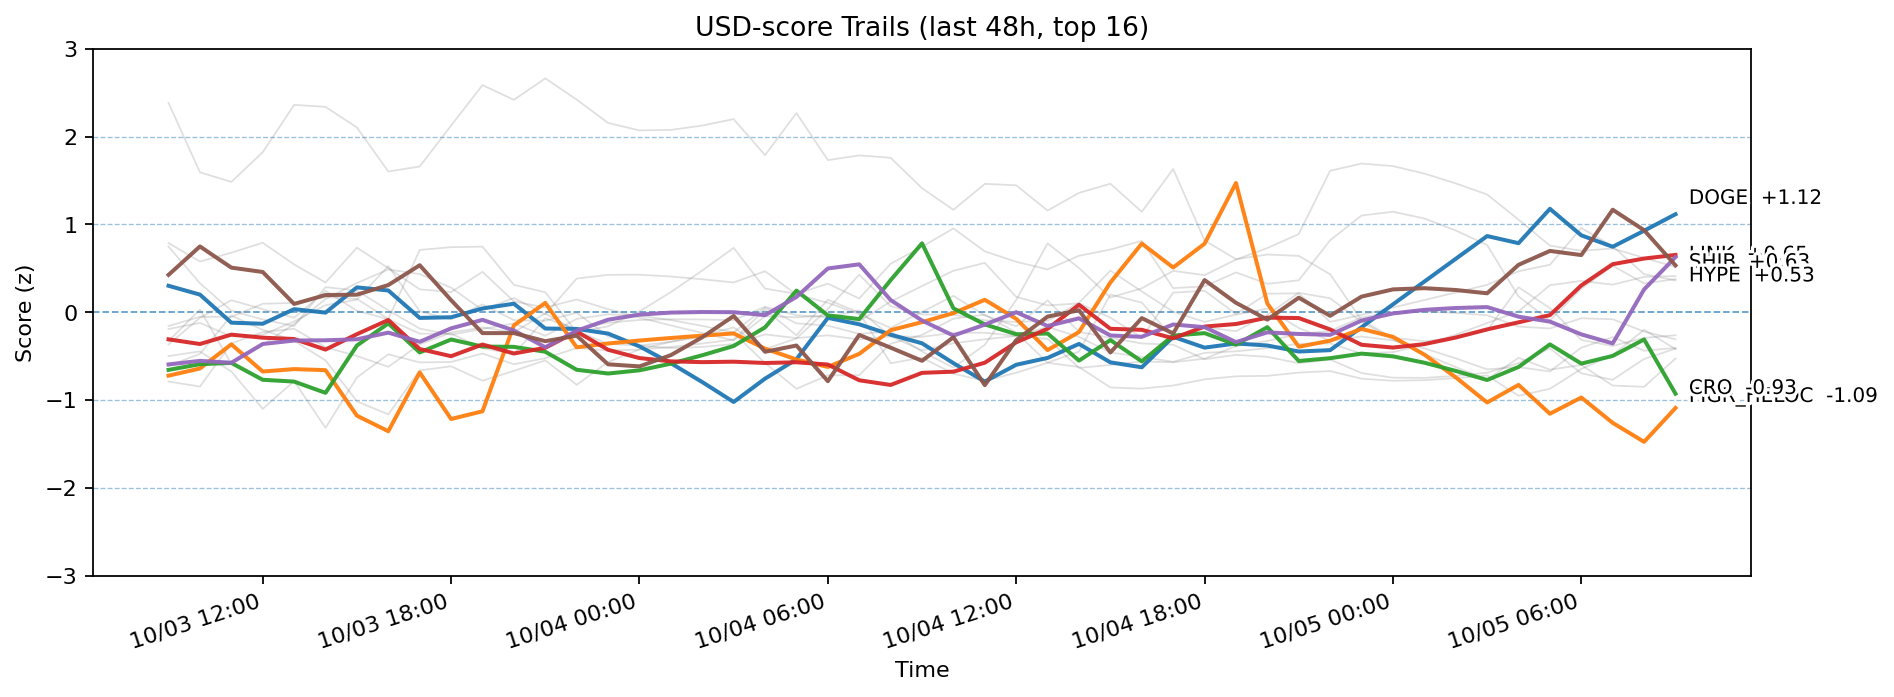 USD-score Trails (last 48h, top 16)
Score (z)
3
2
1
0
−1
−2
−3
DOGE +1.12
LINK +0.65
SHIB +0.63
HYPE +0.53
CRO -0.93
-1.09
10/03 12:00
10/03 18:00
10/04 00:00
10/04 06:00
10/04 12:00
10/04 18:00
10/05 00:00
10/05 06:00
Time